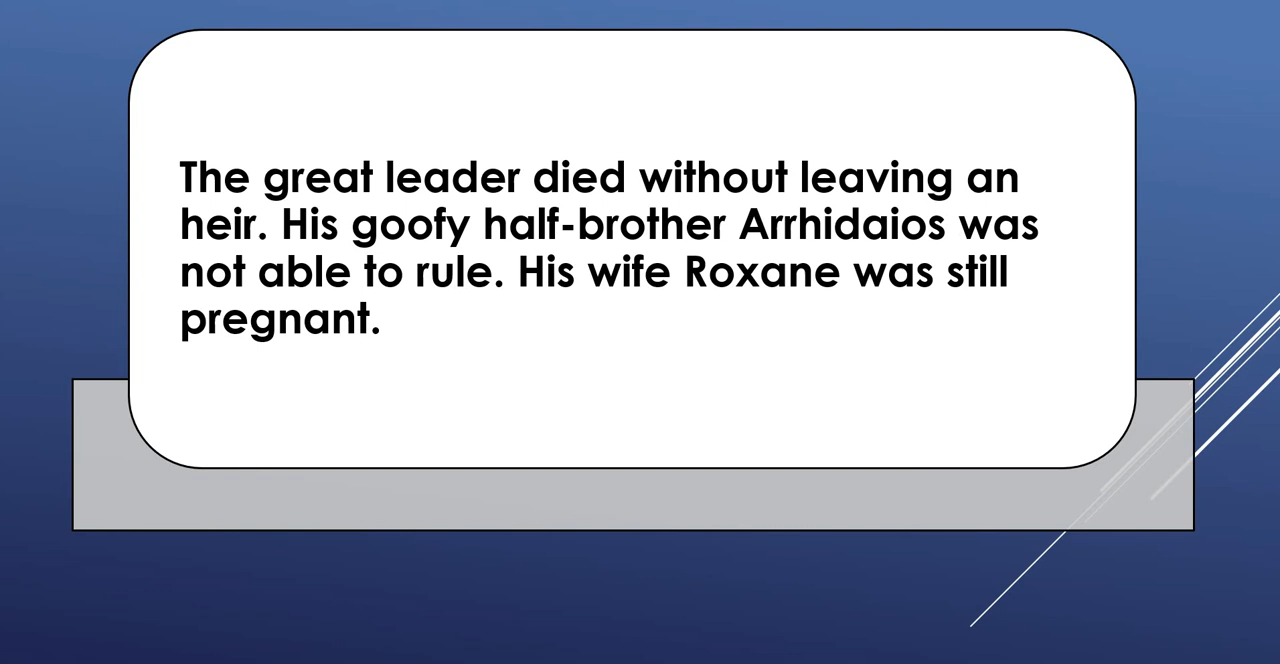 The great leader died without leaving an
heir. His goofy half-brother Arrhidaios was
not able to rule. His wife Roxane was still
pregnant.